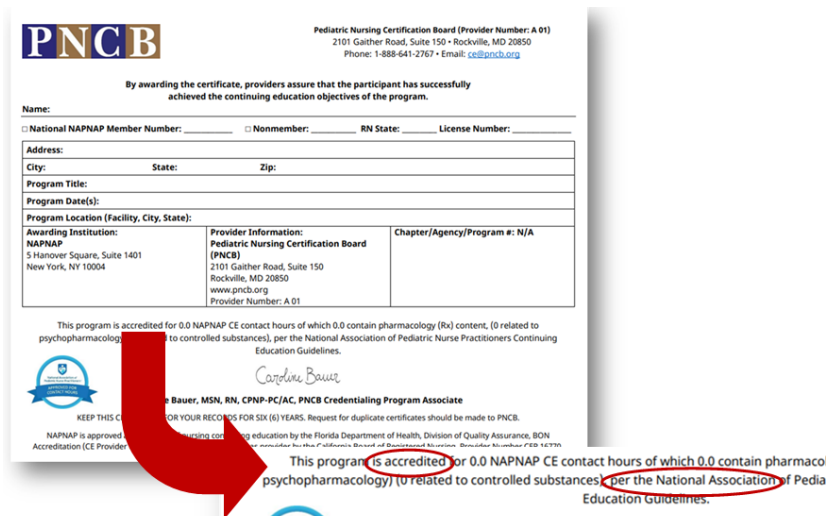 PNCB
Pediatric Nursing Certification Board (Provider Number: A 01)
2101 Gaither Road, Suite 150 • Rockville, MD 20850
Phone: 1-888-641-2767 • Email: ce@pncb.org
By awarding the certificate, providers assure that the participant has successfully
achieved the continuing education objectives of the program.
Name:
□ National NAPNAP Member Number: ____________ □ Nonmember: ___________ RN State: ________ License Number: ______________
Address:
City: State: Zip:
Program Title:
Program Date(s):
Program Location (Facility, City, State):
Awarding Institution:
NAPNAP
5 Hanover Square, Suite 1401
New York, NY 10004
Provider Information:
Pediatric Nursing Certification Board
(PNCB)
2101 Gaither Road, Suite 150
Rockville, MD 20850
www.pncb.org
Provider Number: A 01
Chapter/Agency/Program #: N/A
This program is accredited for 0.0 NAPNAP CE contact hours of which 0.0 contain pharmacology (Rx) content, (0 related to
psychopharmacology to controlled substances), per the National Association of Pediatric Nurse Practitioners Continuing
Education Guidelines.
Caroline Bauer
APPROVED FOR
CONTACT HOURS
Bauer, MSN, RN, CPNP-PC/AC, PNCB Credentialing Program Associate
KEEP THIS FOR YOUR RECORDS FOR SIX (6) YEARS. Request for duplicate certificates should be made to PNCB.
NAPNAP is approved nursing education by the Florida Department of Health, Division of Quality Assurance, BON
Accreditation (CE Provider provider by the California Board of Registered Nursing, Provider Number CEP 16770
This program is accredited for 0.0 NAPNAP CE contact hours of which 0.0 contain pharmacol
psychopharmacology) (0 related to controlled substances), per the National Association of Pedia
Education Guidelines.